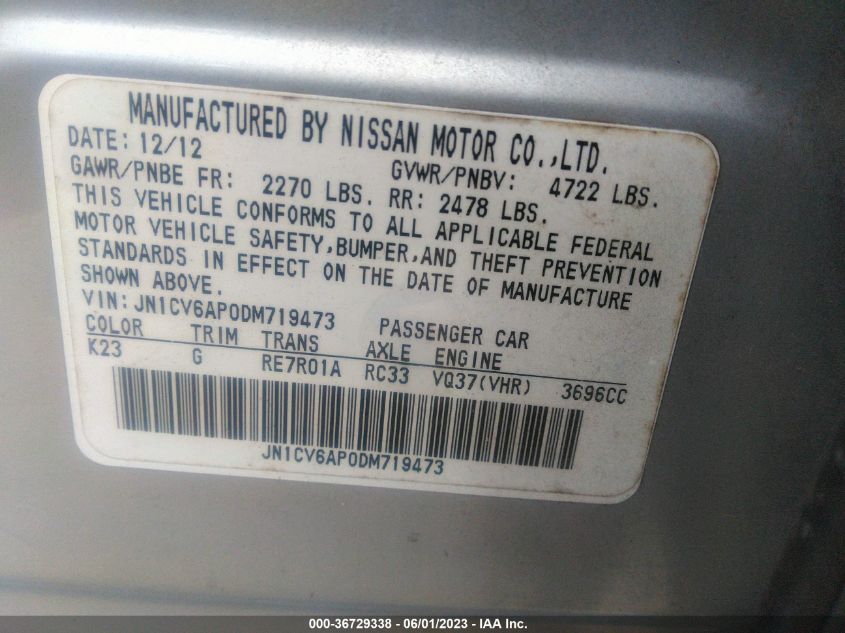 MANUFACTURED BY NISSAN MOTOR CO.,LTD.
DATE: 12/12 GVWR/PNBV: 4722 LBS.
GAWR/PNBE FR: 2270 LBS. RR: 2478 LBS.
THIS VEHICLE CONFORMS TO ALL APPLICABLE FEDERAL
MOTOR VEHICLE SAFETY,BUMPER,AND THEFT PREVENTION
STANDARDS IN EFFECT ON THE DATE OF MANUFACTURE
SHOWN ABOVE.
VIN:JN1CV6AP0DM719473 PASSENGER CAR
COLOR TRIM TRANS AXLE ENGINE
K23 G RE7R01A RC33 VQ37(VHR) 3696CC
JN1CV6AP0DM719473
000-36729338 - 06/01/2023 - IAA Inc.